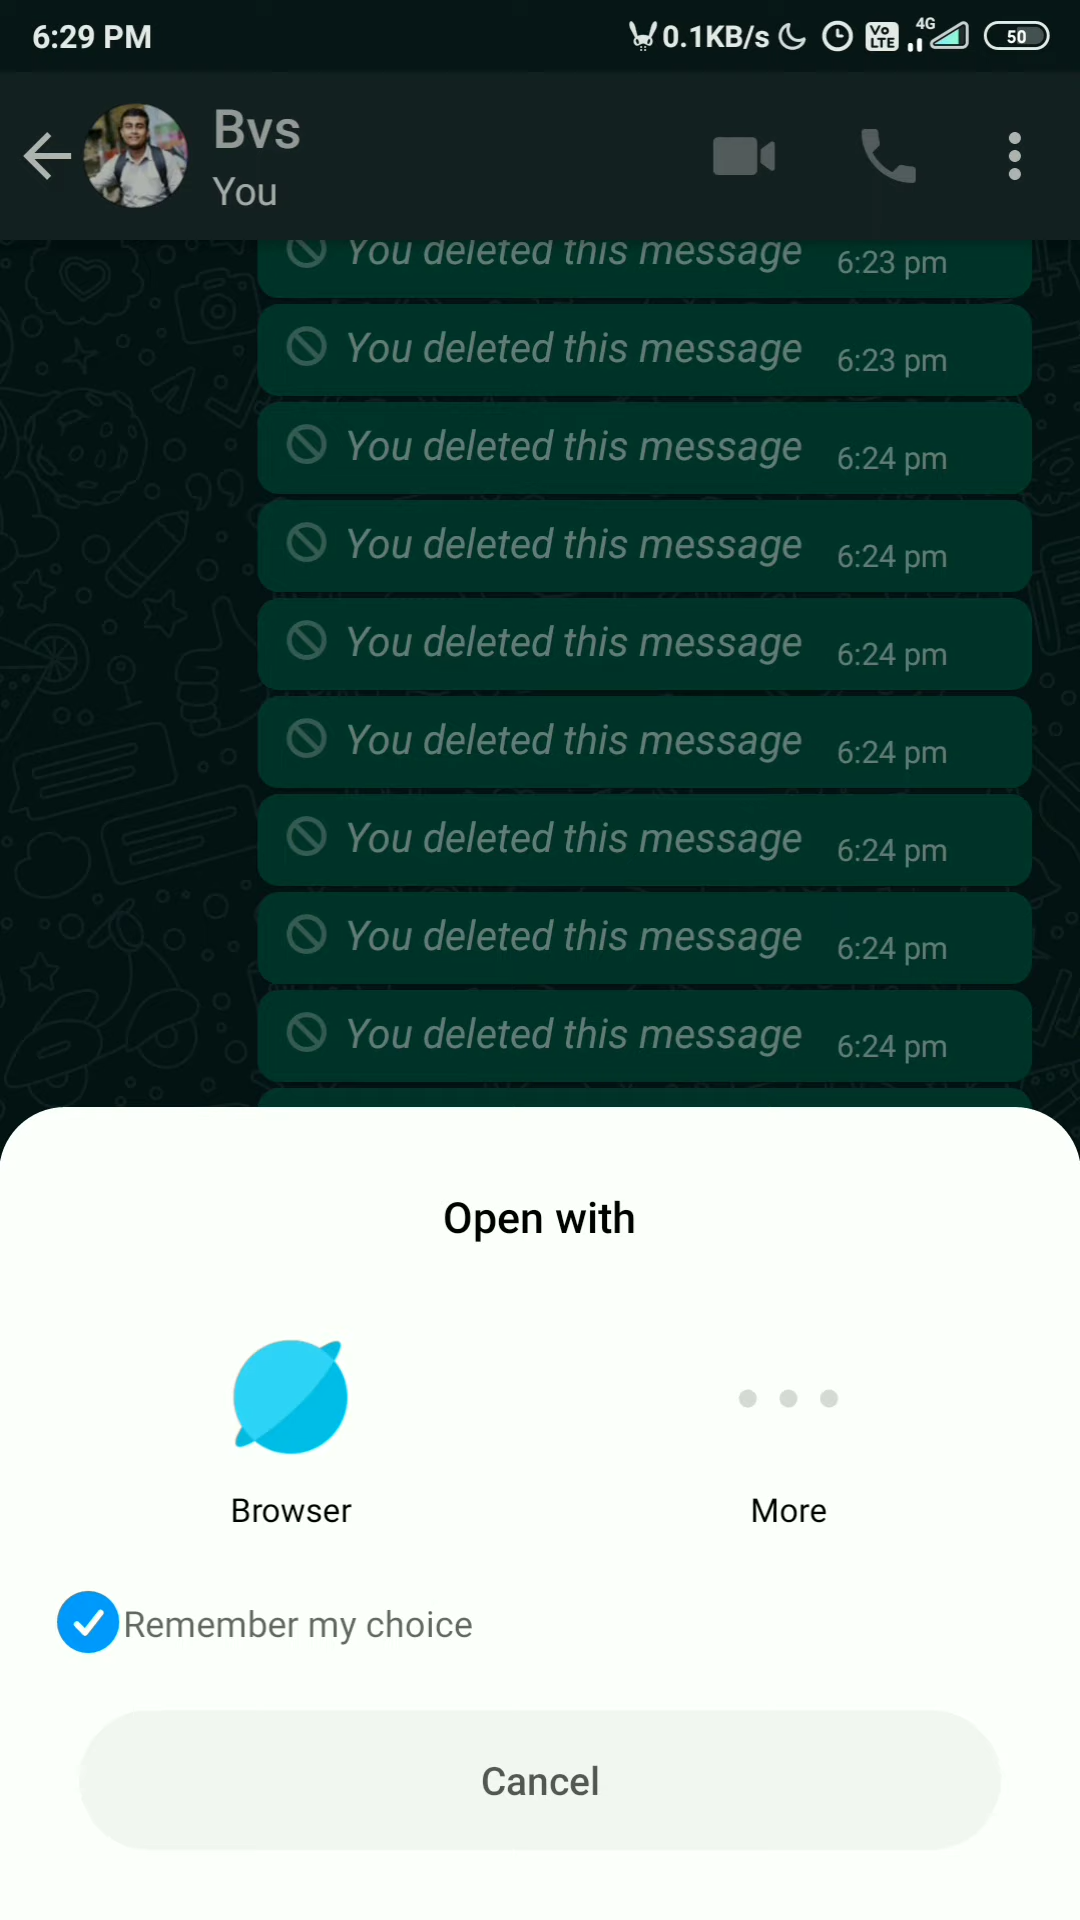 6:29 PM 0.1KB/s Vo LTE 4G 50
Bvs
You
You deleted this message 6:23 pm
You deleted this message 6:23 pm
You deleted this message 6:24 pm
You deleted this message 6:24 pm
You deleted this message 6:24 pm
You deleted this message 6:24 pm
You deleted this message 6:24 pm
You deleted this message 6:24 pm
You deleted this message 6:24 pm
Open with
Browser More
Remember my choice
Cancel